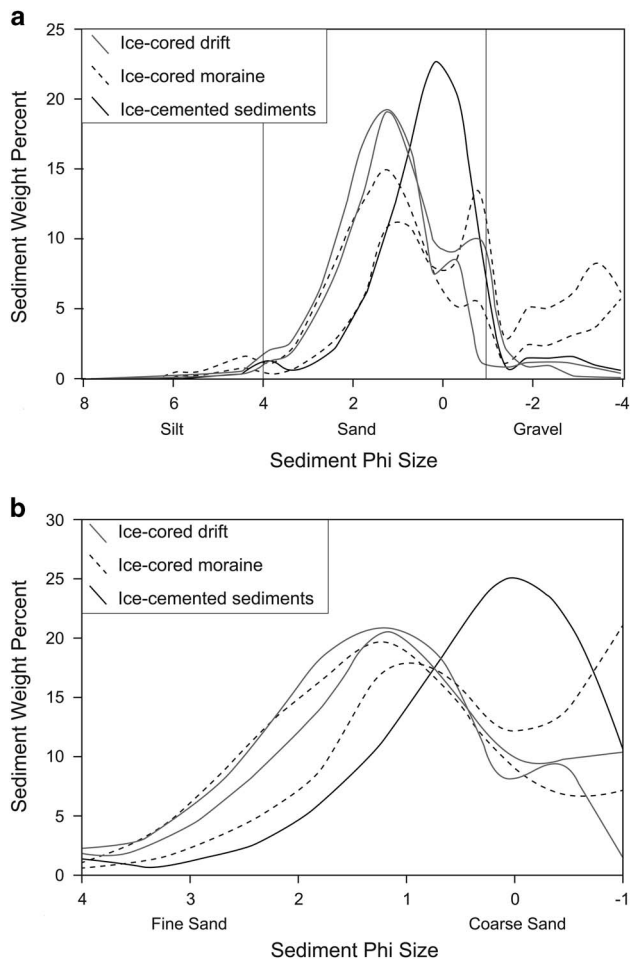 a
25
20
15
10
5
0
Sediment Weight Percent
Ice-cored drift
Ice-cored moraine
Ice-cemented sediments
8 6 4 2 0 -2 -4
Silt Sand Gravel
Sediment Phi Size
b
30
25
20
15
10
5
0
Sediment Weight Percent
Ice-cored drift
Ice-cored moraine
Ice-cemented sediments
4 3 2 1 0 -1
Fine Sand Coarse Sand
Sediment Phi Size